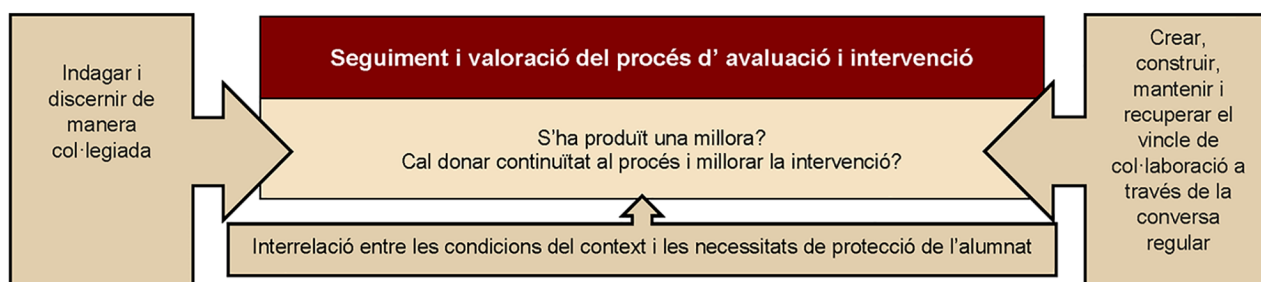 Indagar i
discernir de
manera
col·legiada
Seguiment i valoració del procés d’ avaluació i intervenció
S’ha produït una millora?
Cal donar continuïtat al procés i millorar la intervenció?
Interrelació entre les condicions del context i les necessitats de protecció de l’alumnat
Crear,
construir,
mantenir i
recuperar el
vincle de
col·laboració a
través de la
conversa
regular